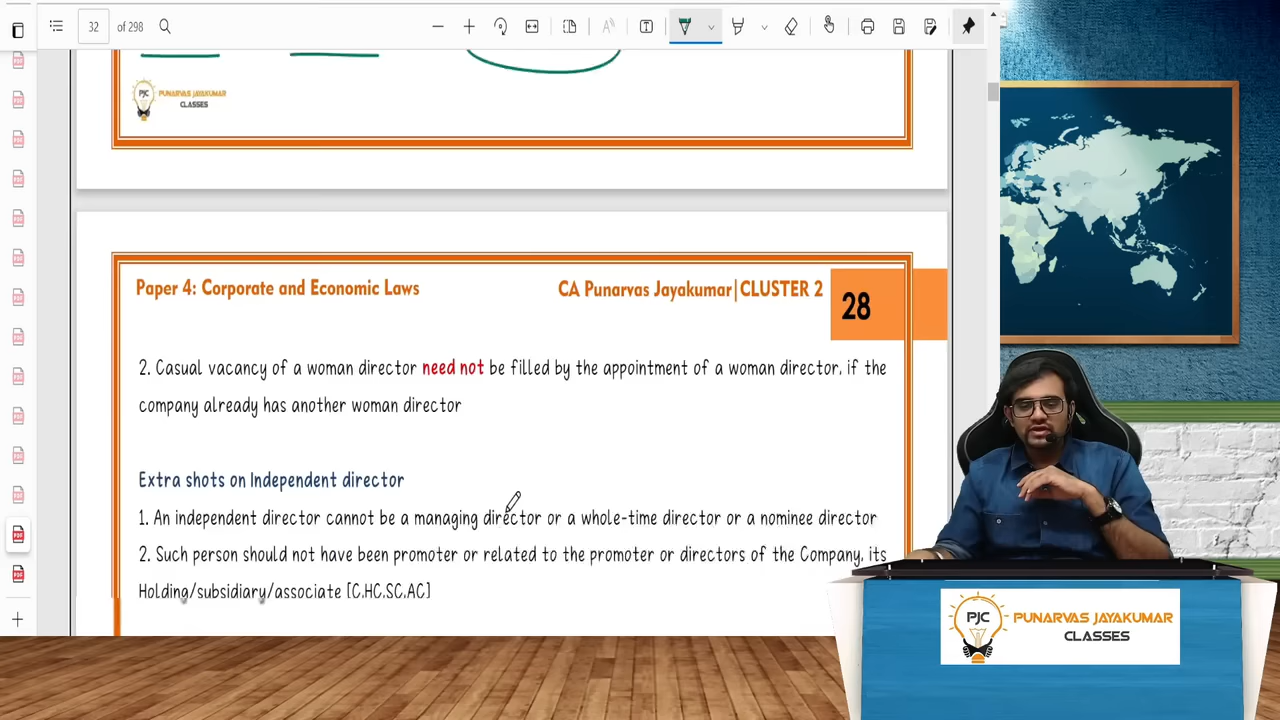 32 of 298
PJC PUNARVAS JAYAKUMAR
CLASSES
Paper 4: Corporate and Economic Laws CA Punarvas Jayakumar|CLUSTER 2 28
2. Casual vacancy of a woman director need not be filled by the appointment of a woman director, if the
company already has another woman director
Extra shots on Independent director
1. An independent director cannot be a managing director or a whole-time director or a nominee director
2. Such person should not have been promoter or related to the promoter or directors of the Company, its
Holding/subsidiary/associate [C,HC,SC,AC]
PJC PUNARVAS JAYAKUMAR
CLASSES